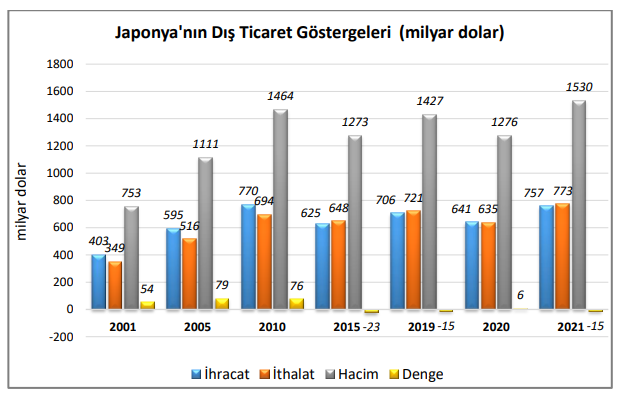 Japonya'nın Dış Ticaret Göstergeleri (milyar dolar)
milyar dolar
1800
1600
1400
1200
1000
800
600
400
200
0
-200
403 349 753 54
595 516 1111 79
770 694 1464 76
625 648 1273 -23
706 721 1427 -15
641 635 1276 6
757 773 1530 -15
2001 2005 2010 2015 2019 2020 2021
İhracat İthalat Hacim Denge